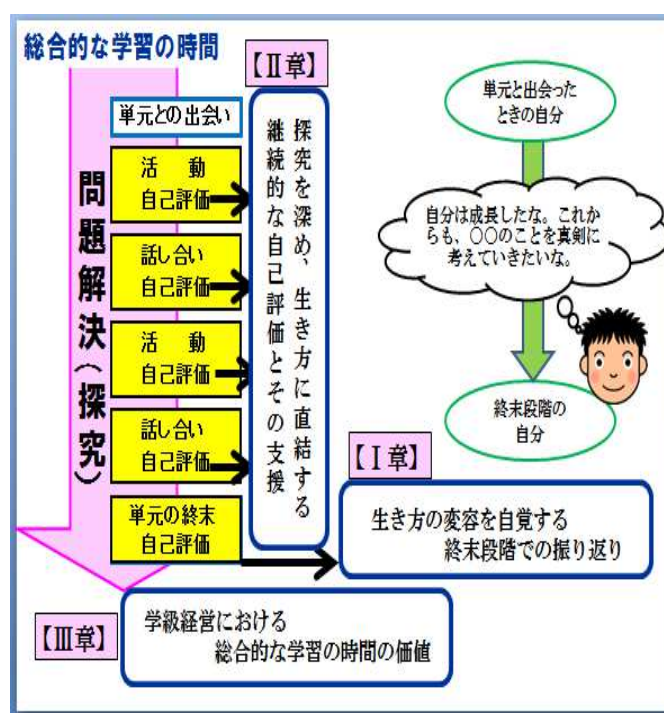 総合的な学習の時間
問題解決(探究)
単元との出会い
活　動
自己評価
話し合い
自己評価
活　動
自己評価
話し合い
自己評価
単元の終末
自己評価
【Ⅱ章】
探究を深め、生き方に直結する
継続的な自己評価とその支援
単元と出会った
ときの自分
自分は成長したな。これか
らも、〇〇のことを真剣に
考えていきたいな。
終末段階の
自分
【Ⅰ章】
生き方の変容を自覚する
終末段階での振り返り
【Ⅲ章】
学級経営における
総合的な学習の時間の価値